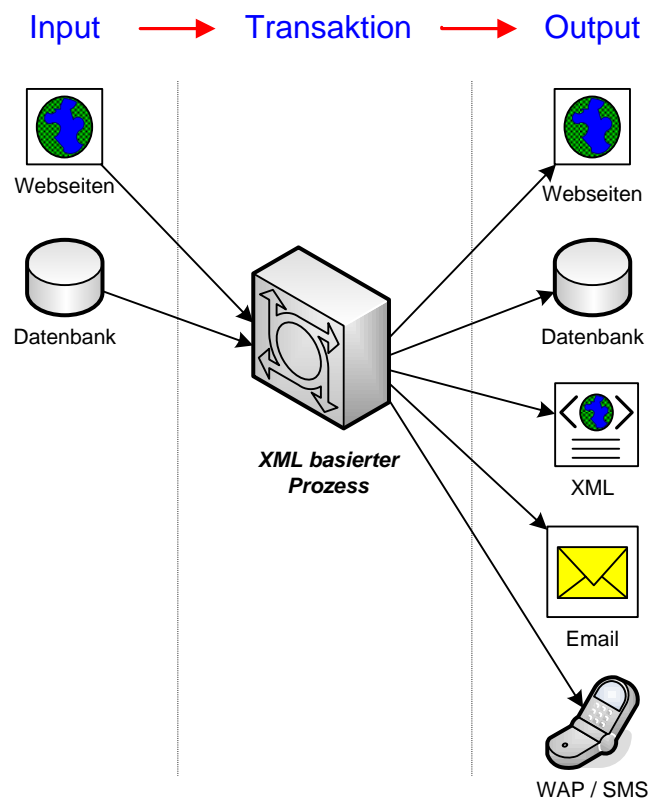 Input
Transaktion
Output
Webseiten
Webseiten
Datenbank
Datenbank
XML basierter
Prozess
XML
Email
WAP / SMS